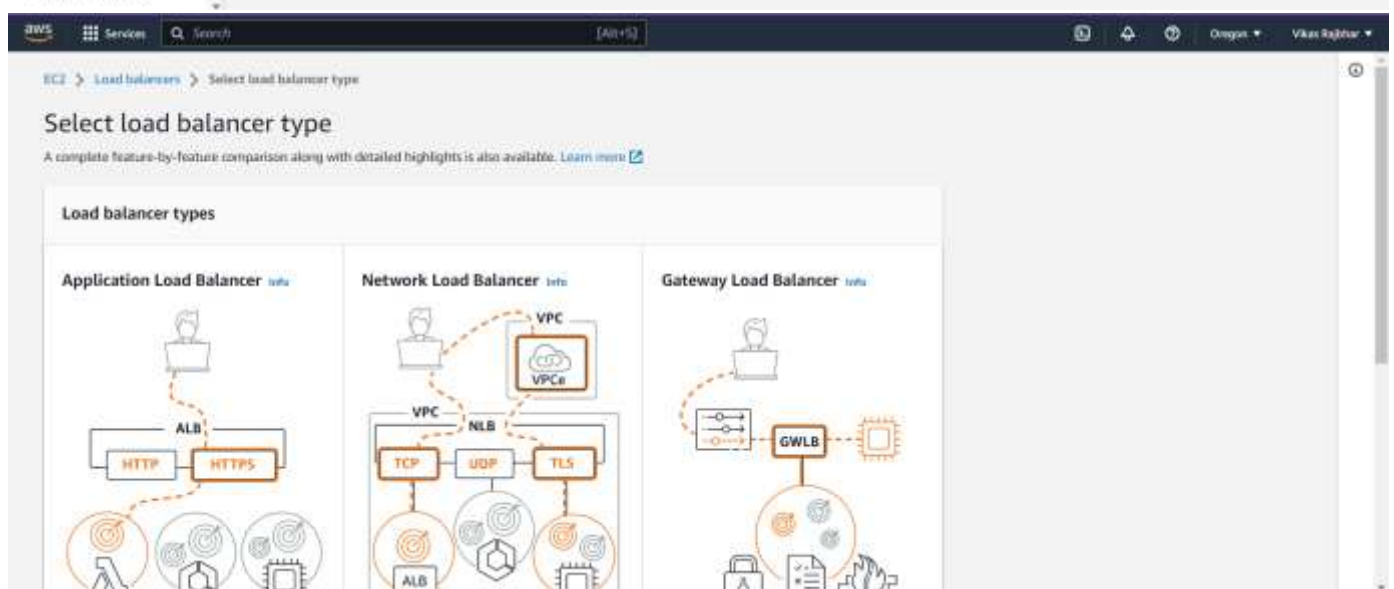 aws Services Search [Alt+S] Oregon Vikas Rajbhar
EC2 > Load balancers > Select load balancer type
Select load balancer type
A complete feature-by-feature comparison along with detailed highlights is also available. Learn more
Load balancer types
Application Load Balancer Info
Network Load Balancer Info
Gateway Load Balancer Info
ALB
HTTP
HTTPS
VPC
VPCe
VPC
NLB
TCP
UDP
TLS
ALB
GWLB